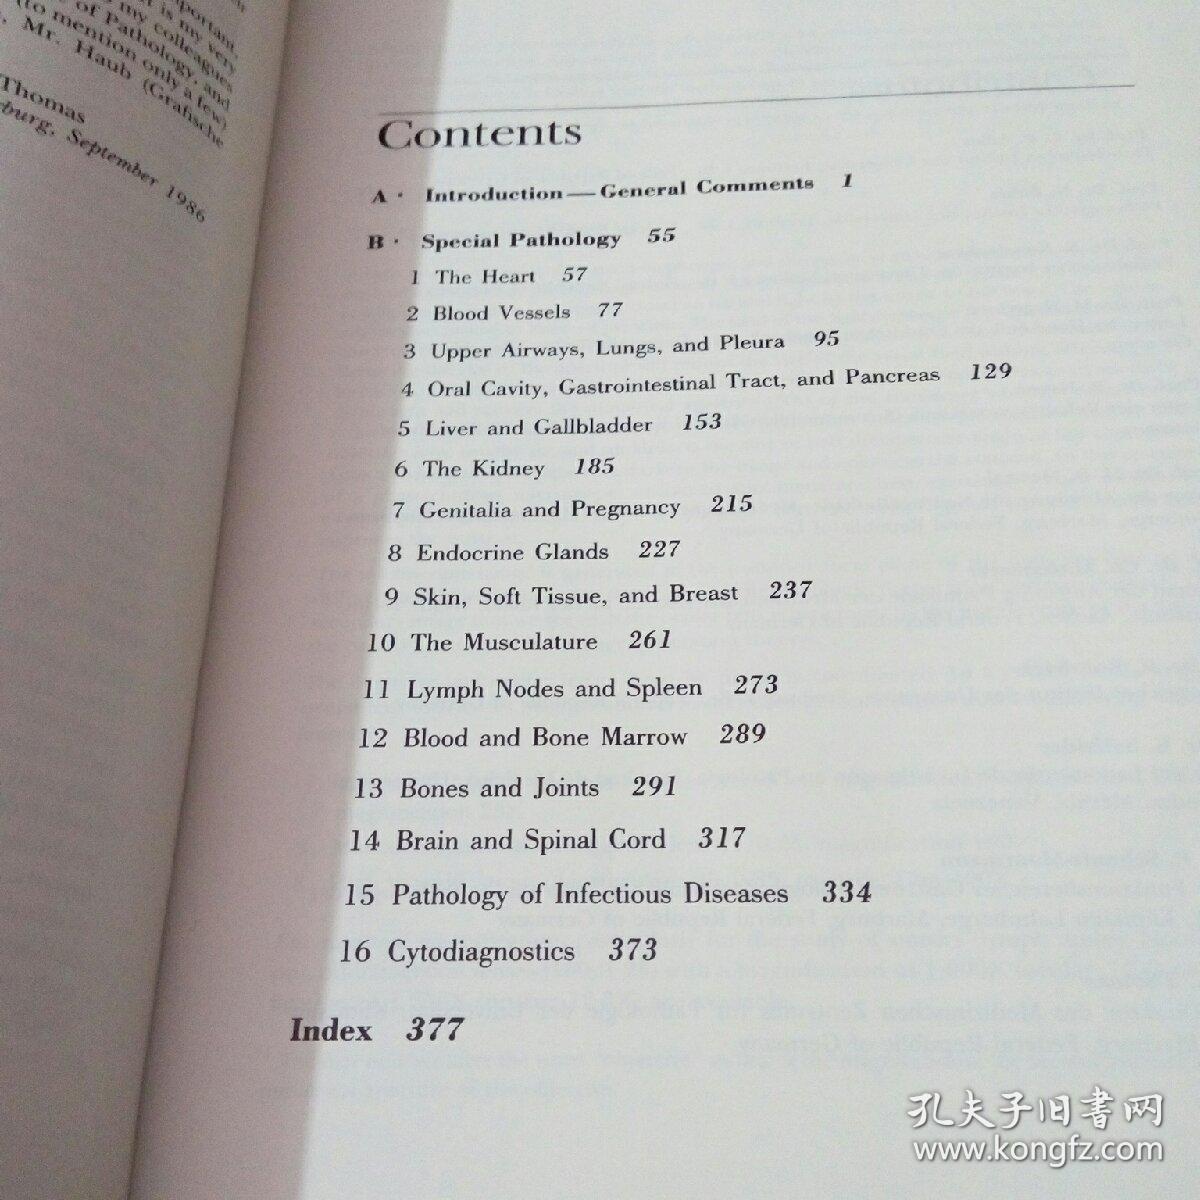 important,
is my very
my colleagues
of Pathology, and
(to mention only a few)
Mr. Haub (Grafische
Thomas
burg, September 1986
Contents
A · Introduction—General Comments 1
B · Special Pathology 55
1 The Heart 57
2 Blood Vessels 77
3 Upper Airways, Lungs, and Pleura 95
4 Oral Cavity, Gastrointestinal Tract, and Pancreas 129
5 Liver and Gallbladder 153
6 The Kidney 185
7 Genitalia and Pregnancy 215
8 Endocrine Glands 227
9 Skin, Soft Tissue, and Breast 237
10 The Musculature 261
11 Lymph Nodes and Spleen 273
12 Blood and Bone Marrow 289
13 Bones and Joints 291
14 Brain and Spinal Cord 317
15 Pathology of Infectious Diseases 334
16 Cytodiagnostics 373
Index 377
孔夫子旧书网
www.kongfz.com